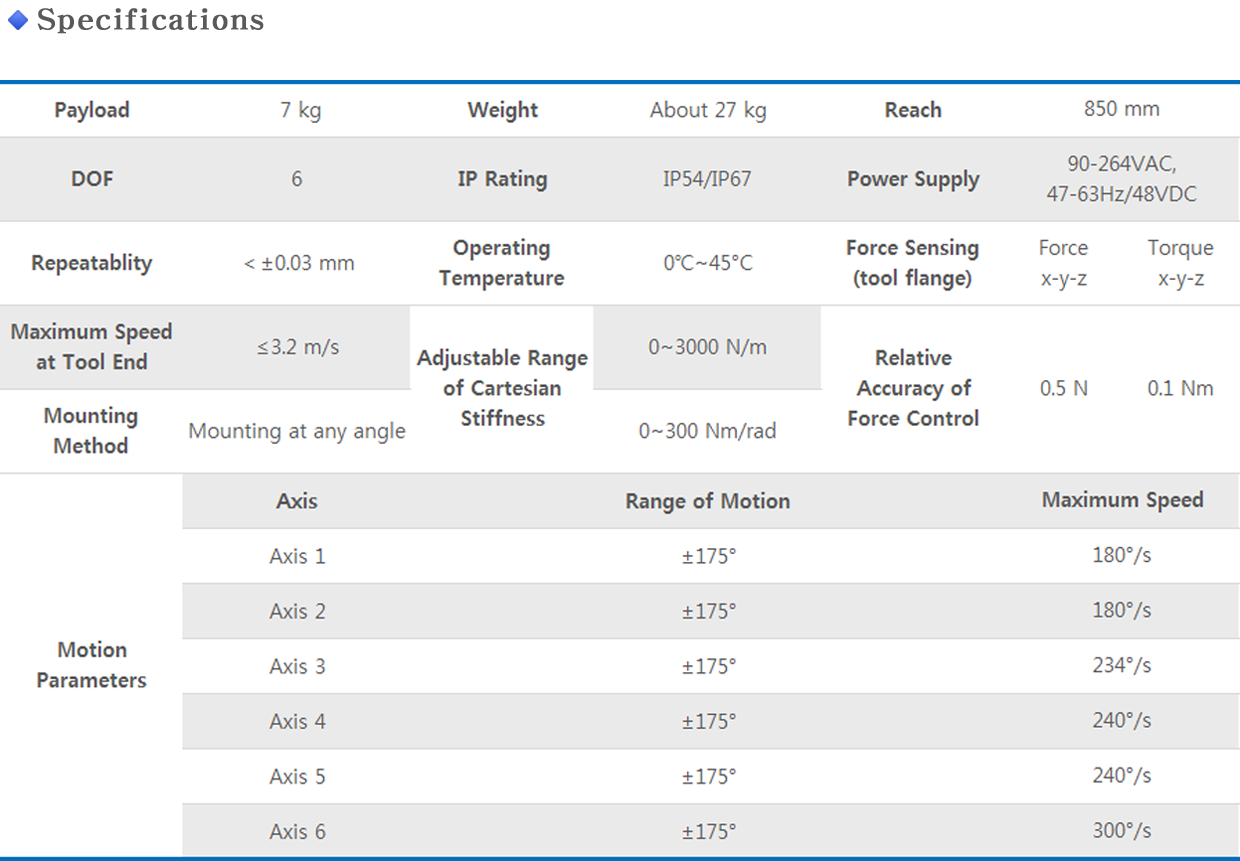 Specifications
Payload 7 kg Weight About 27 kg Reach 850 mm
DOF 6 IP Rating IP54/IP67 Power Supply 90-264VAC,
47-63Hz/48VDC
Repeatablity < ±0.03 mm Operating
Temperature 0℃~45°C Force Sensing
(tool flange) Force
x-y-z Torque
x-y-z
Maximum Speed
at Tool End ≤3.2 m/s Adjustable Range
of Cartesian
Stiffness 0~3000 N/m Relative
Accuracy of
Force Control 0.5 N 0.1 Nm
Mounting
Method Mounting at any angle 0~300 Nm/rad
Motion
Parameters
Axis Range of Motion Maximum Speed
Axis 1 ±175° 180°/s
Axis 2 ±175° 180°/s
Axis 3 ±175° 234°/s
Axis 4 ±175° 240°/s
Axis 5 ±175° 240°/s
Axis 6 ±175° 300°/s